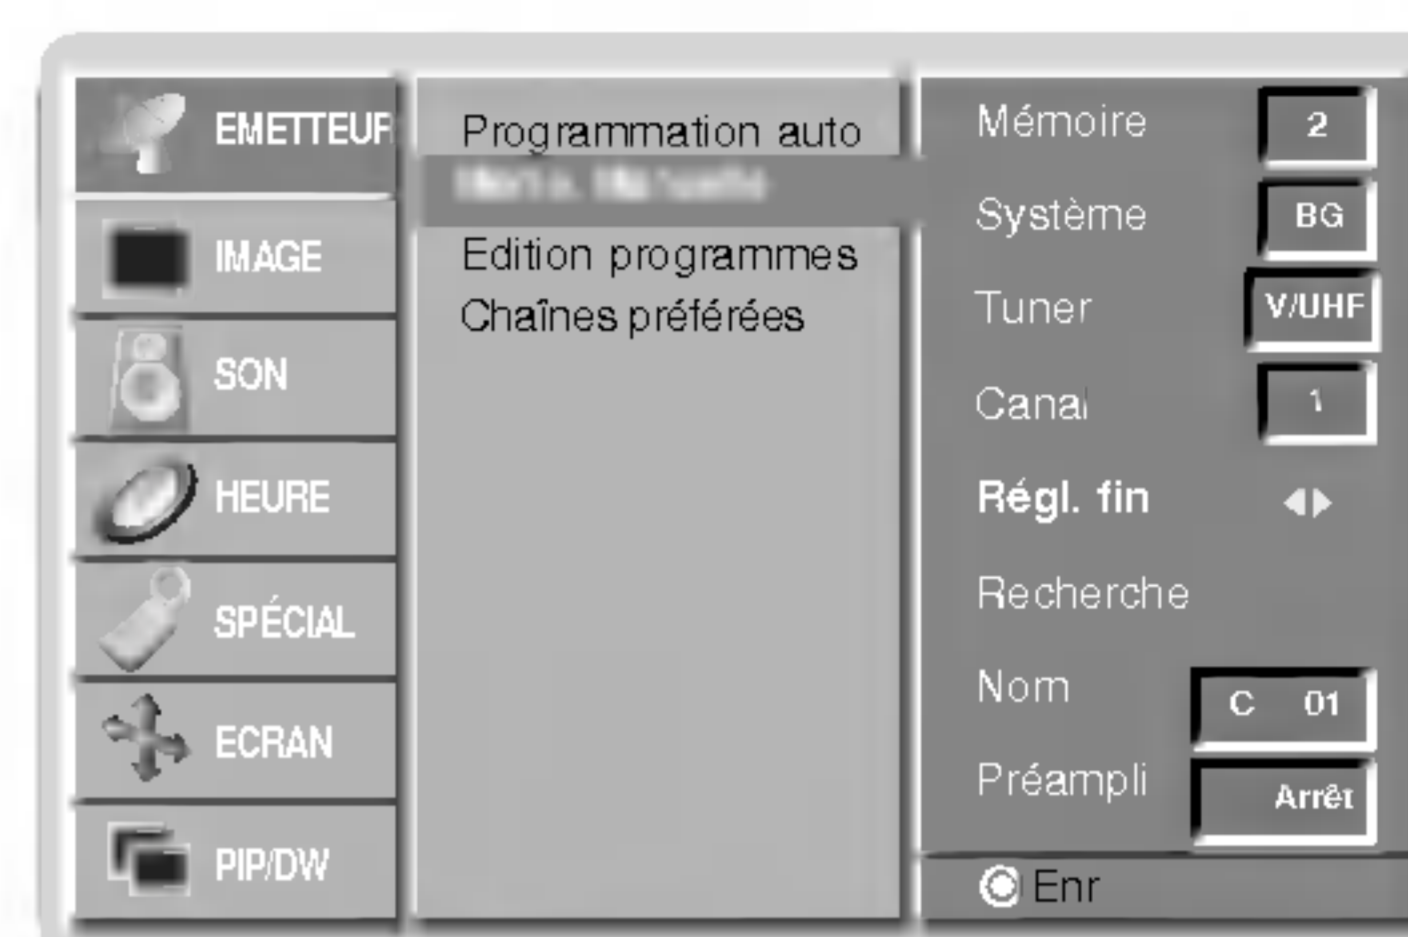 EMETTEUR
IMAGE
SON
HEURE
SPÉCIAL
ECRAN
PIP/DW
Programmation auto
Edition programmes
Chaînes préférées
Mémoire 2
Système BG
Tuner V/UHF
Canal 1
Régl. fin
Recherche
Nom C 01
Préampli Arrêt
Enr